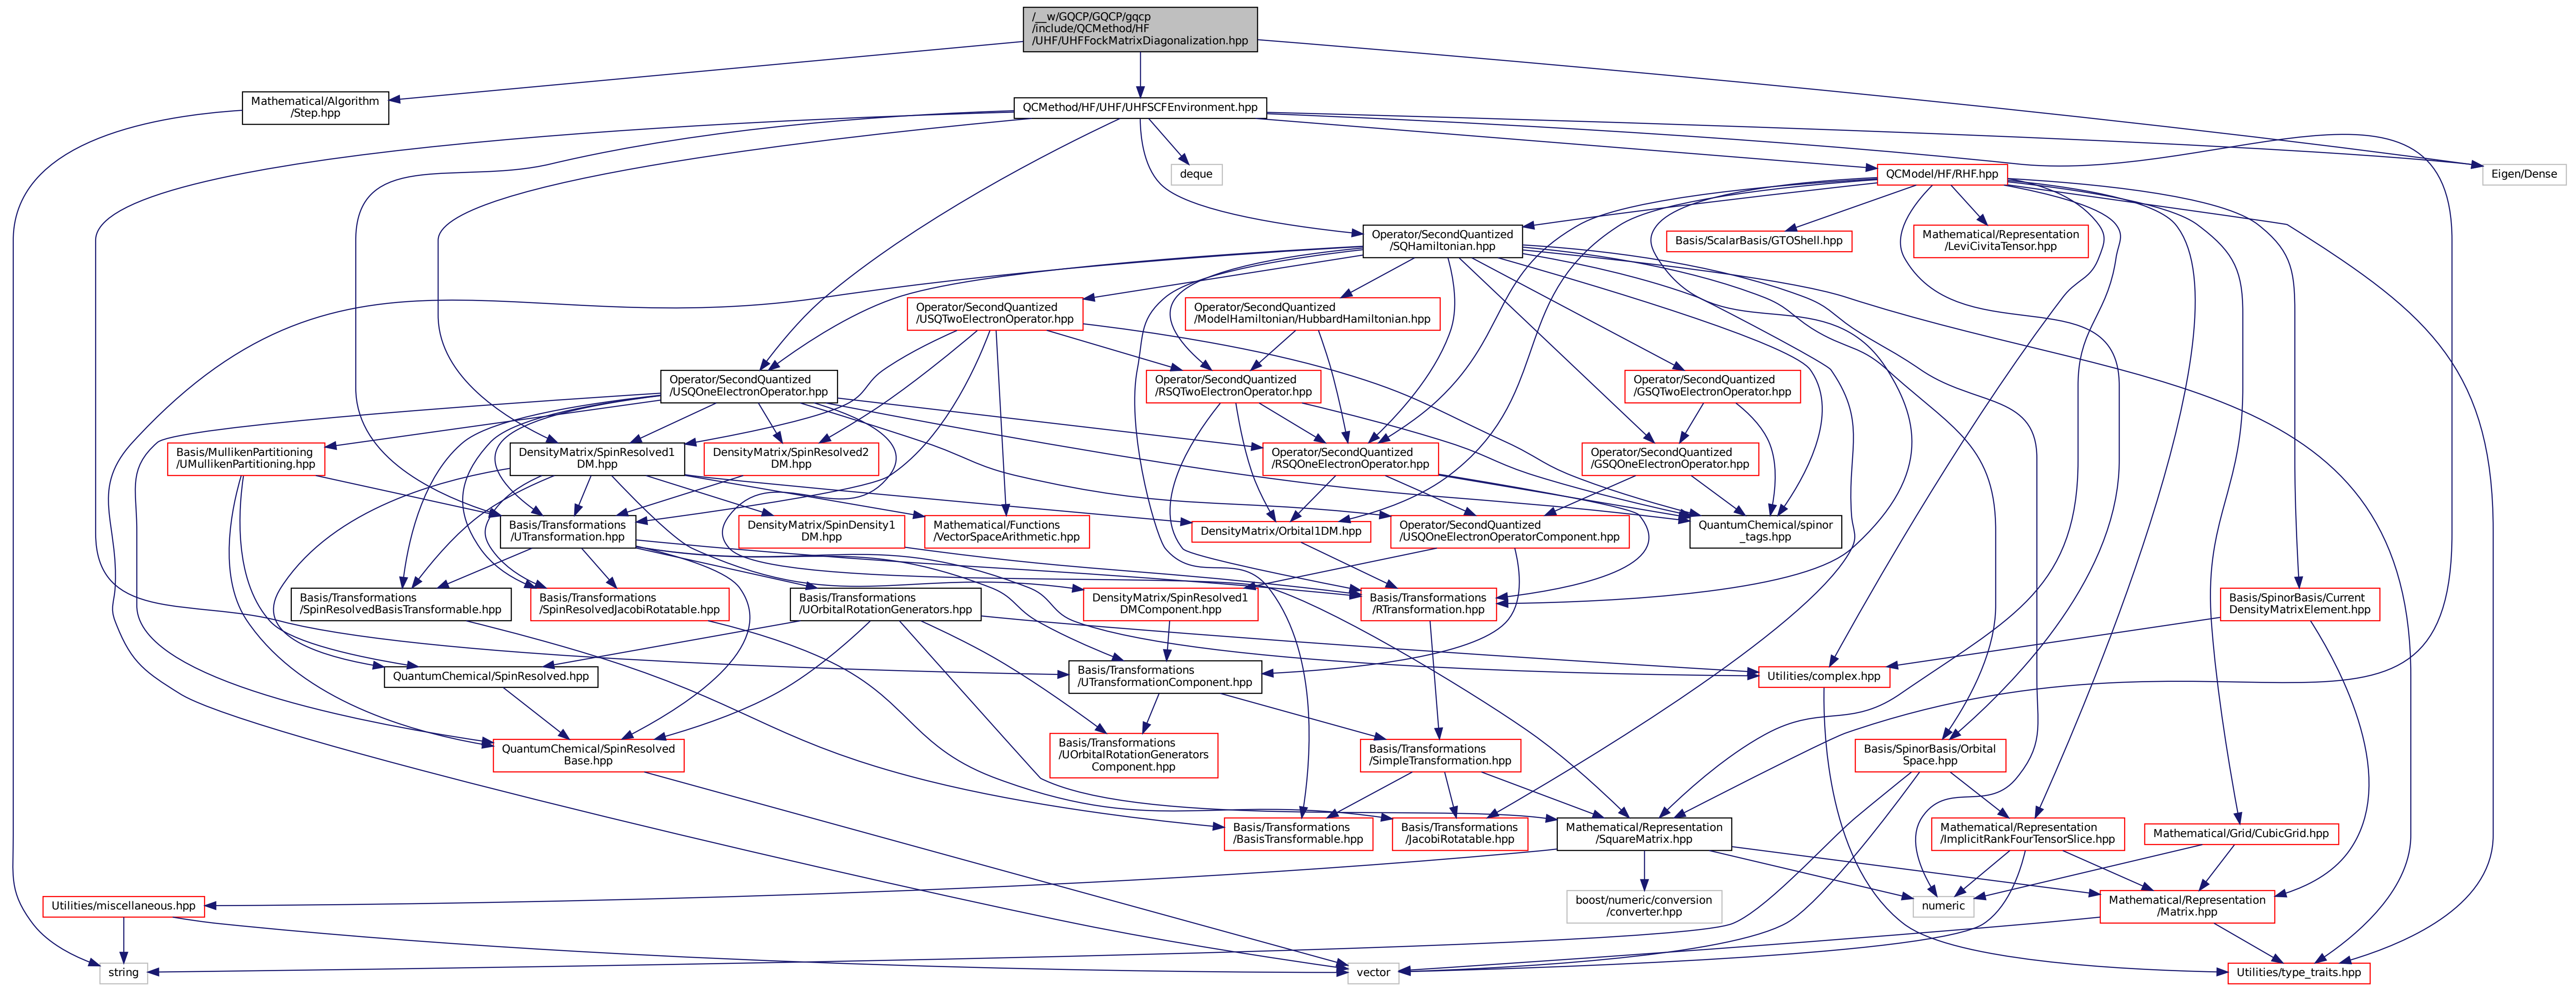 /__w/GQCP/GQCP/gqcp
/include/QCMethod/HF
/UHF/UHFFockMatrixDiagonalization.hpp
Mathematical/Algorithm
/Step.hpp
QCMethod/HF/UHF/UHFSCFEnvironment.hpp
deque
QCModel/HF/RHF.hpp
Eigen/Dense
Operator/SecondQuantized
/SQHamiltonian.hpp
Basis/ScalarBasis/GTOShell.hpp
Mathematical/Representation
/LeviCivitaTensor.hpp
Operator/SecondQuantized
/USQTwoElectronOperator.hpp
Operator/SecondQuantized
/ModelHamiltonian/HubbardHamiltonian.hpp
Operator/SecondQuantized
/USQOneElectronOperator.hpp
Operator/SecondQuantized
/RSQTwoElectronOperator.hpp
Operator/SecondQuantized
/GSQTwoElectronOperator.hpp
Basis/MullikenPartitioning
/UMullikenPartitioning.hpp
DensityMatrix/SpinResolved1
DM.hpp
DensityMatrix/SpinResolved2
DM.hpp
Operator/SecondQuantized
/RSQOneElectronOperator.hpp
Operator/SecondQuantized
/GSQOneElectronOperator.hpp
Basis/Transformations
/UTransformation.hpp
DensityMatrix/SpinDensity1
DM.hpp
Mathematical/Functions
/VectorSpaceArithmetic.hpp
DensityMatrix/Orbital1DM.hpp
Operator/SecondQuantized
/USQOneElectronOperatorComponent.hpp
QuantumChemical/spinor
_tags.hpp
Basis/Transformations
/SpinResolvedBasisTransformable.hpp
Basis/Transformations
/SpinResolvedJacobiRotatable.hpp
Basis/Transformations
/UOrbitalRotationGenerators.hpp
DensityMatrix/SpinResolved1
DMComponent.hpp
Basis/Transformations
/RTransformation.hpp
Basis/SpinorBasis/Current
DensityMatrixElement.hpp
QuantumChemical/SpinResolved.hpp
Basis/Transformations
/UTransformationComponent.hpp
Utilities/complex.hpp
QuantumChemical/SpinResolved
Base.hpp
Basis/Transformations
/UOrbitalRotationGenerators
Component.hpp
Basis/Transformations
/SimpleTransformation.hpp
Basis/SpinorBasis/Orbital
Space.hpp
Basis/Transformations
/BasisTransformable.hpp
Basis/Transformations
/JacobiRotatable.hpp
Mathematical/Representation
/SquareMatrix.hpp
Mathematical/Representation
/ImplicitRankFourTensorSlice.hpp
Mathematical/Grid/CubicGrid.hpp
Utilities/miscellaneous.hpp
boost/numeric/conversion
/converter.hpp
numeric
Mathematical/Representation
/Matrix.hpp
string
vector
Utilities/type_traits.hpp